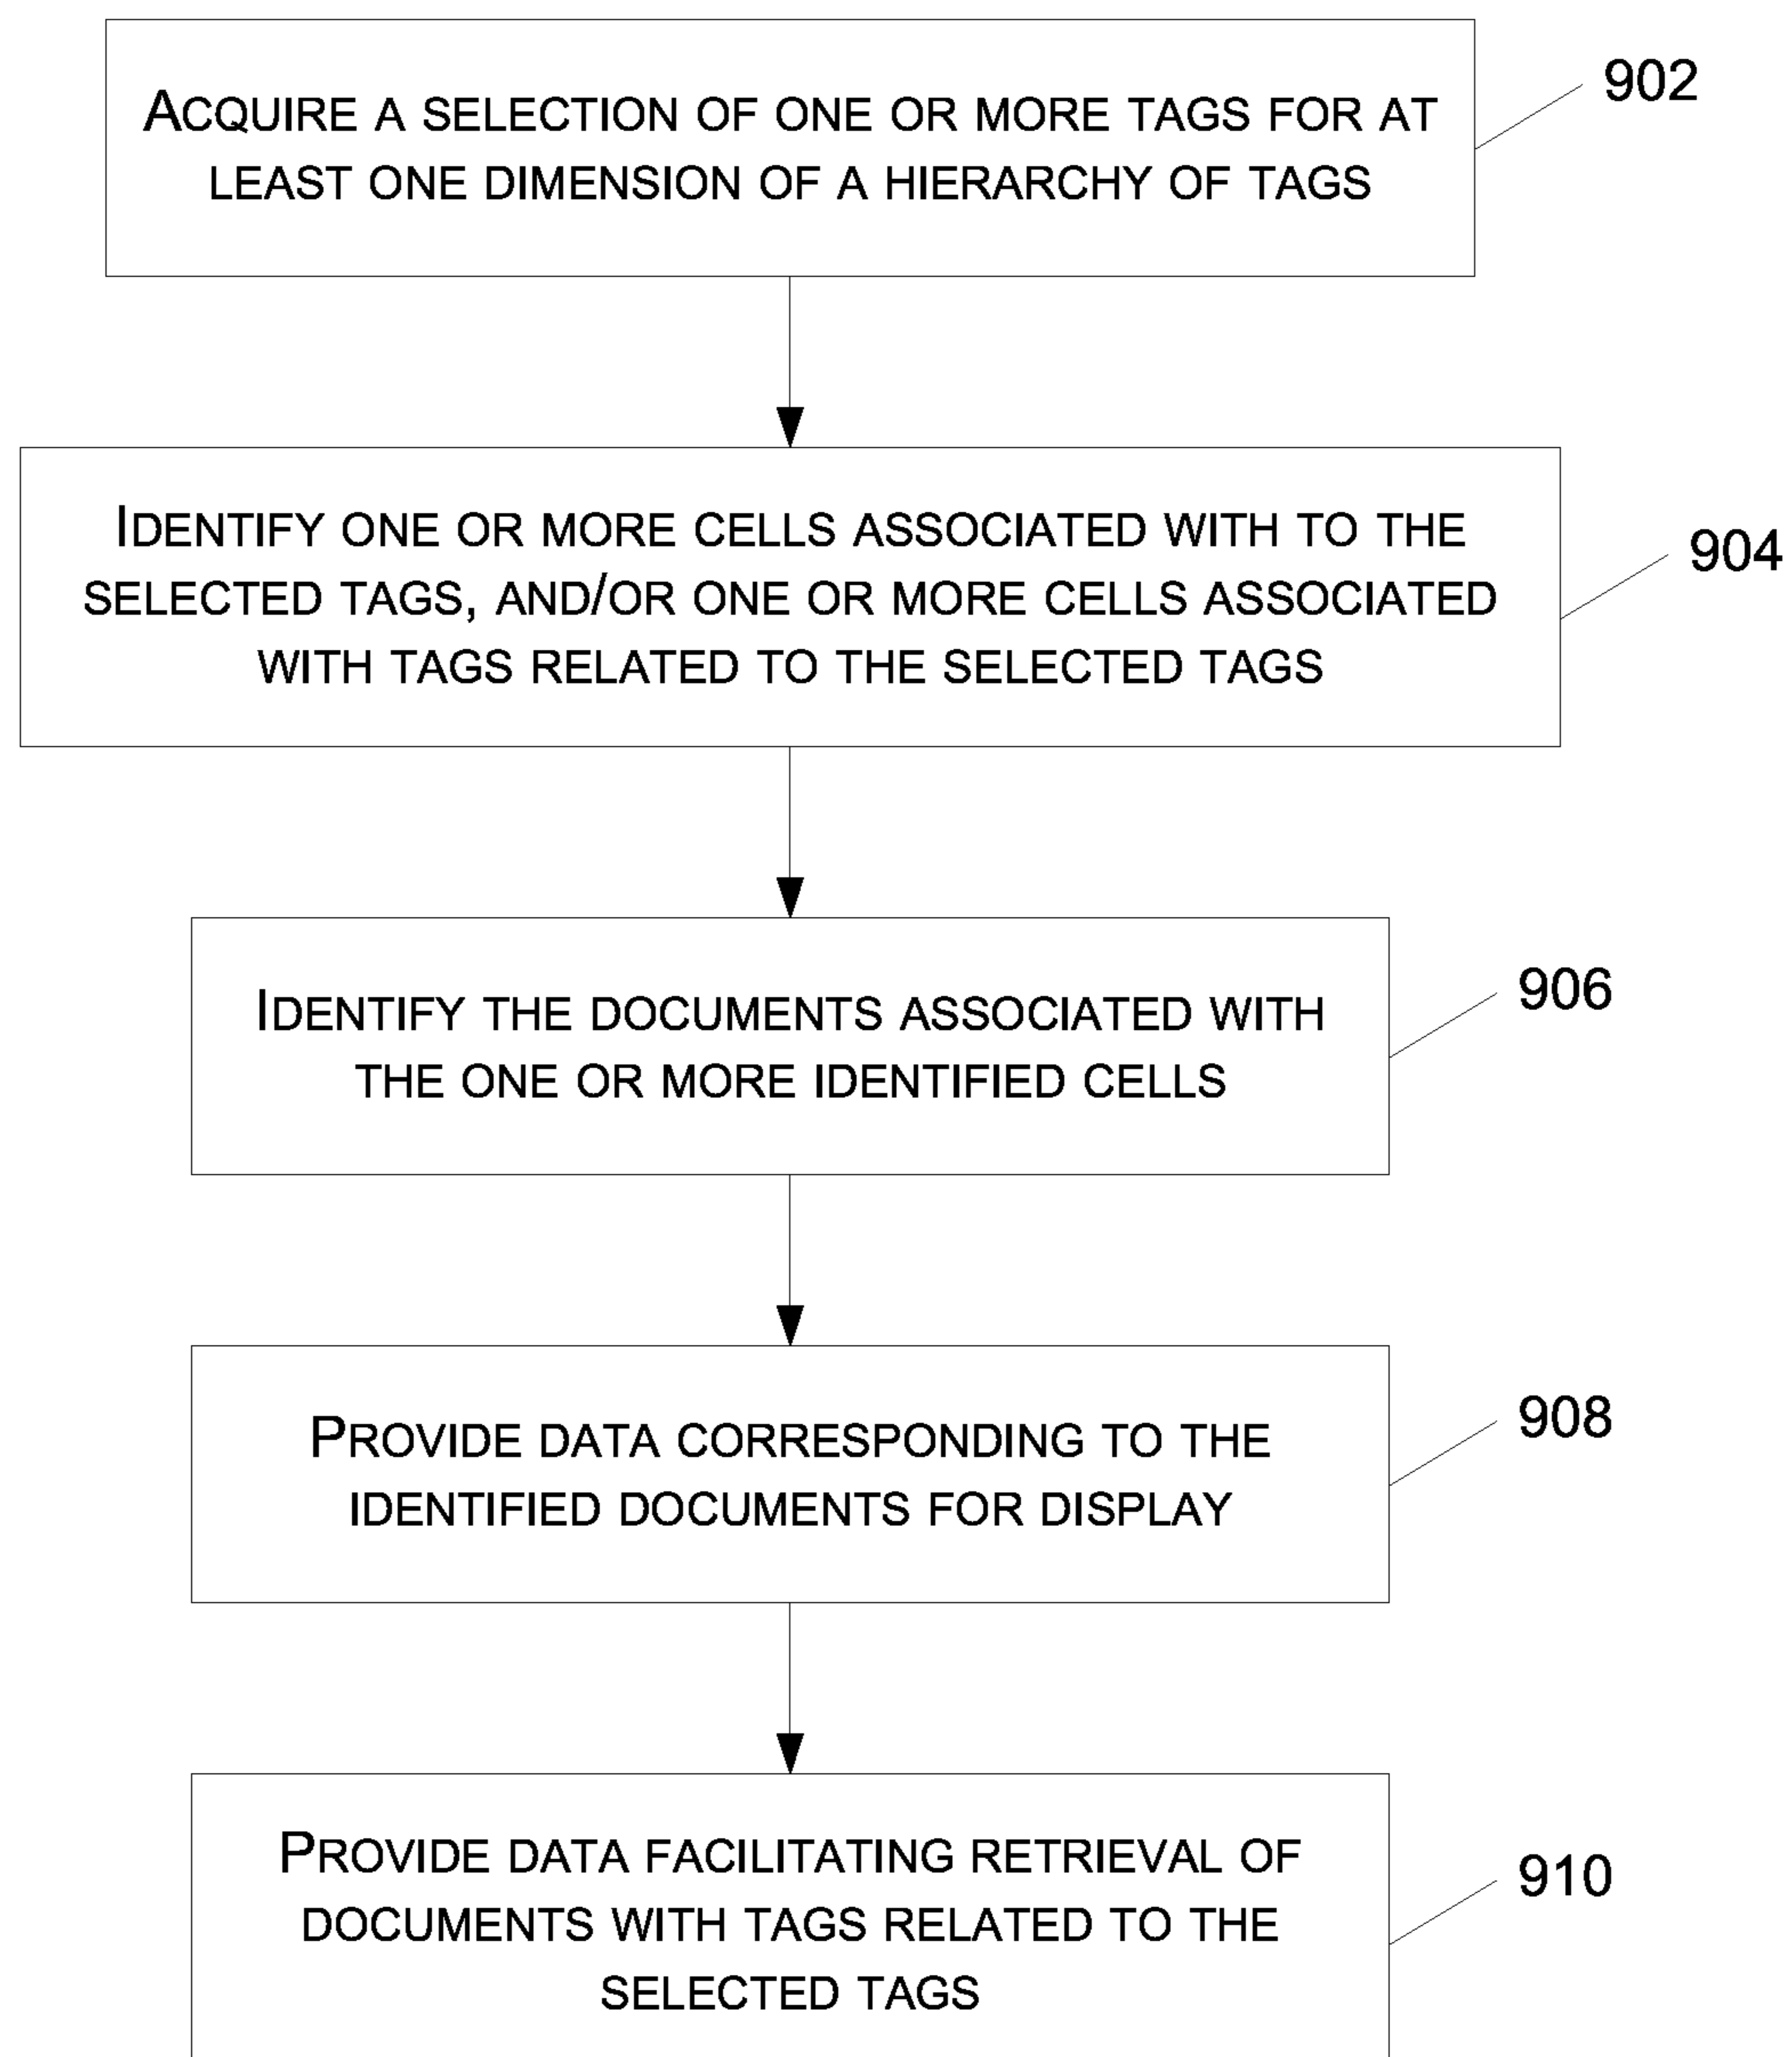 ACQUIRE A SELECTION OF ONE OR MORE TAGS FOR AT
LEAST ONE DIMENSION OF A HIERARCHY OF TAGS
902
IDENTIFY ONE OR MORE CELLS ASSOCIATED WITH TO THE
SELECTED TAGS, AND/OR ONE OR MORE CELLS ASSOCIATED
WITH TAGS RELATED TO THE SELECTED TAGS
904
IDENTIFY THE DOCUMENTS ASSOCIATED WITH
THE ONE OR MORE IDENTIFIED CELLS
906
PROVIDE DATA CORRESPONDING TO THE
IDENTIFIED DOCUMENTS FOR DISPLAY
908
PROVIDE DATA FACILITATING RETRIEVAL OF
DOCUMENTS WITH TAGS RELATED TO THE
SELECTED TAGS
910